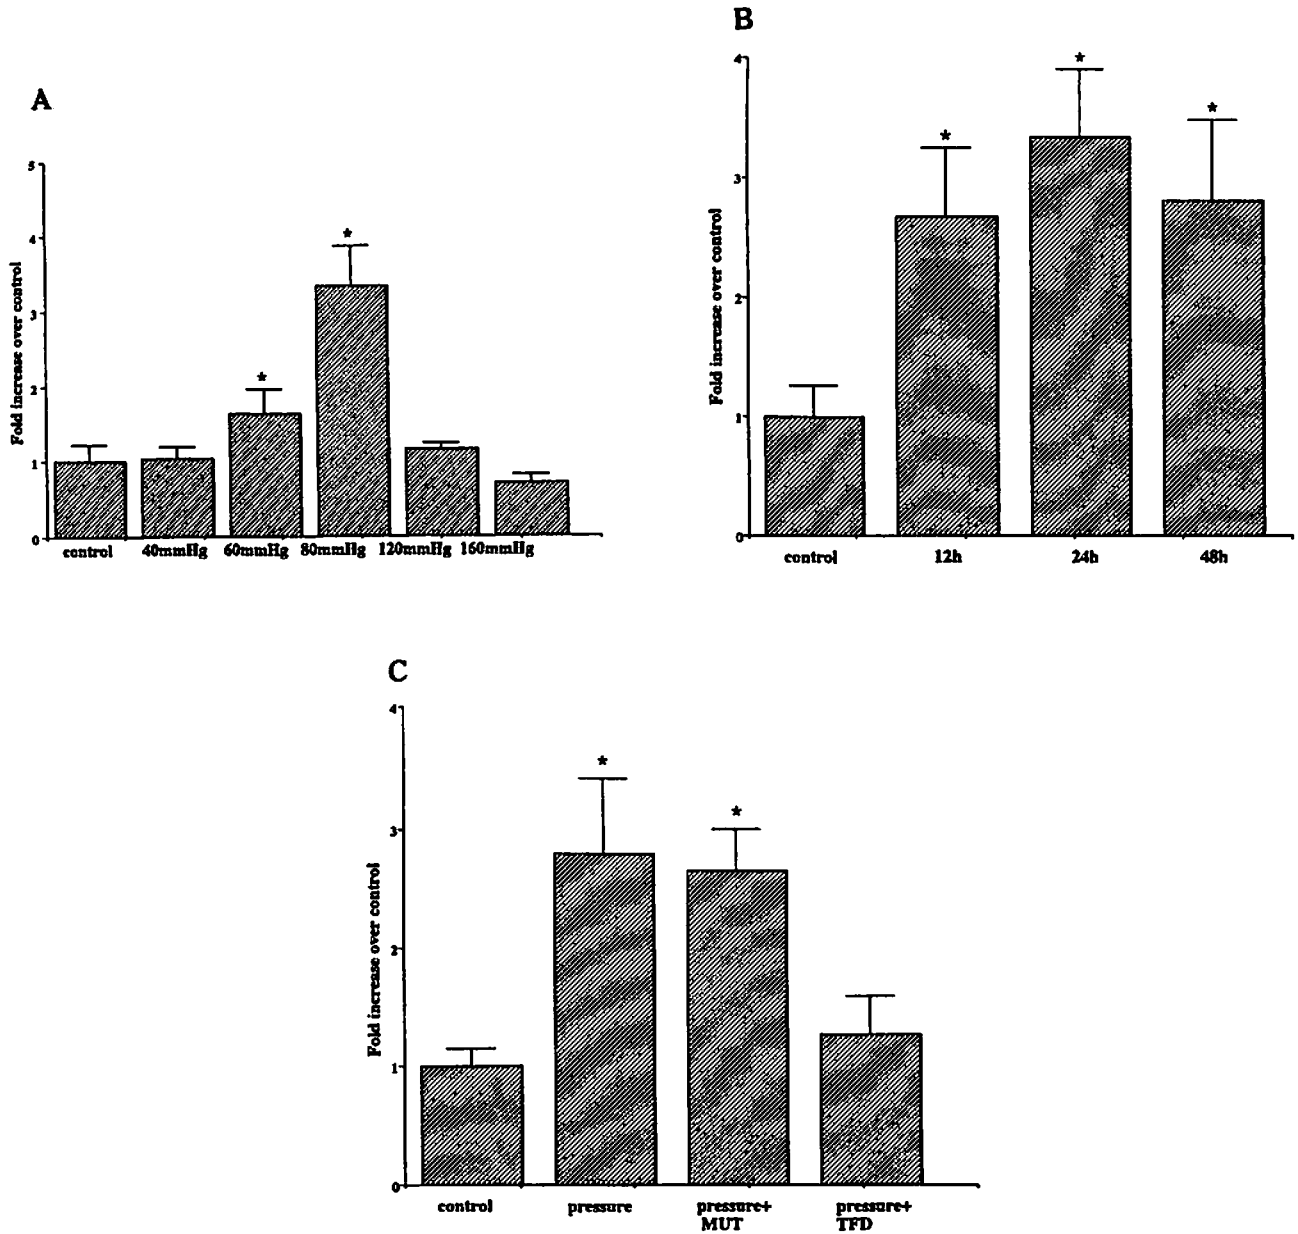 A
Fold increase over control
5
4
3
2
1
0
control 40mmHg 60mmHg 80mmHg 120mmHg 160mmHg
*
*
B
Fold increase over control
4
3
2
1
0
control 12h 24h 48h
*
*
*
C
Fold increase over control
4
3
2
1
0
control pressure pressure+ pressure+
MUT TFD
*
*